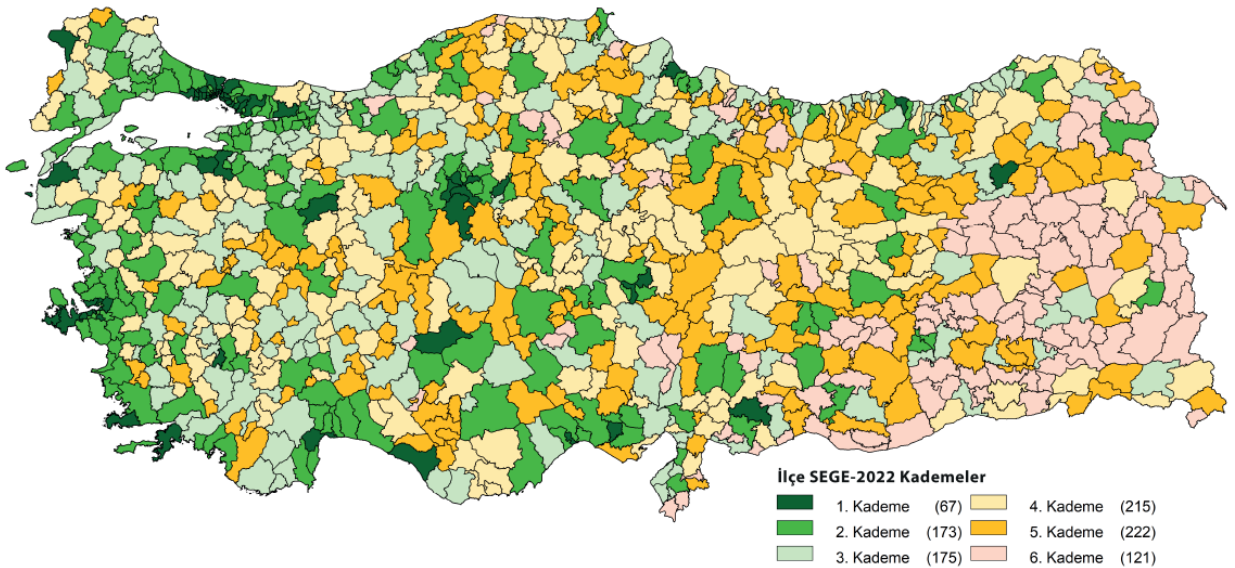 İlçe SEGE-2022 Kademeler
1. Kademe (67)
2. Kademe (173)
3. Kademe (175)
4. Kademe (215)
5. Kademe (222)
6. Kademe (121)